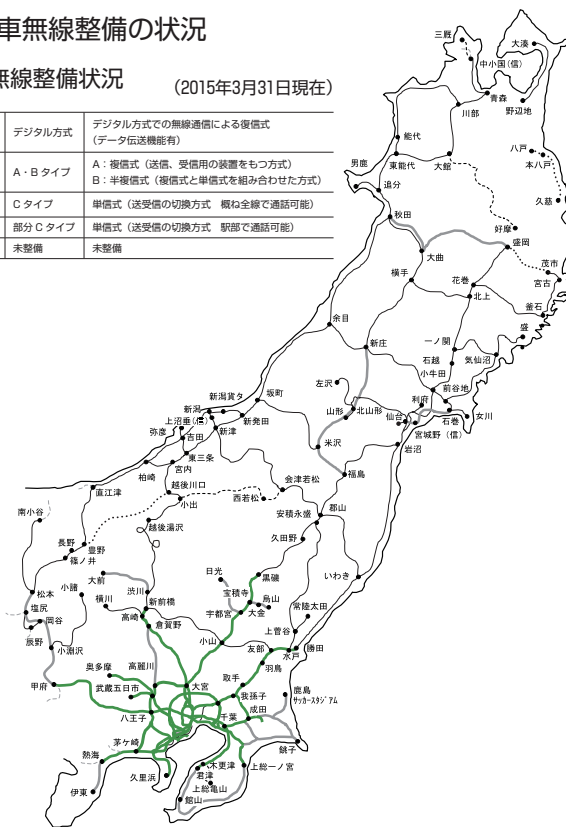 車無線整備の状況
無線整備状況 (2015年3月31日現在)
デジタル方式 デジタル方式での無線通信による復信式
(データ伝送機能有)
A・Bタイプ A:複信式(送信、受信用の装置をもつ方式)
B:半複信式(複信式と単信式を組み合わせた方式)
Cタイプ 単信式(送受信の切換方式 概ね全線で通話可能)
部分Cタイプ 単信式(送受信の切換方式 駅部で通話可能)
未整備 未整備
三厩
大湊
中小国(信)
青森
川部
野辺地
能代
八戸
男鹿
東能代
大館
本八戸
追分
久慈
秋田
好摩
盛岡
大曲
茂市
横手
花巻
宮古
北上
釜石
余目
盛
新庄
一ノ関
石越
気仙沼
小牛田
左沢
前谷地
利府
新潟貨タ
坂町
山形
北山形
仙台
石巻
女川
新潟
上沼垂(信)
新発田
宮城野(信)
弥彦
吉田
新津
米沢
岩沼
東三条
宮内
柏崎
会津若松
福島
越後川口
直江津
小出
西若松
安積永盛
郡山
南小谷
越後湯沢
久田野
長野
豊野
篠ノ井
日光
黒磯
大前
渋川
いわき
松本
小諸
横川
新前橋
宝積寺
烏山
塩尻
高崎
宇都宮
大金
常陸太田
岡谷
倉賀野
上菅谷
辰野
小淵沢
小山
友部
水戸
勝田
奥多摩
高麗川
羽鳥
甲府
大宮
取手
武蔵五日市
我孫子
鹿島
サッカースタジアム
八王子
成田
千葉
茅ケ崎
銚子
熱海
木更津
久里浜
君津
上総一ノ宮
上総亀山
伊東
館山